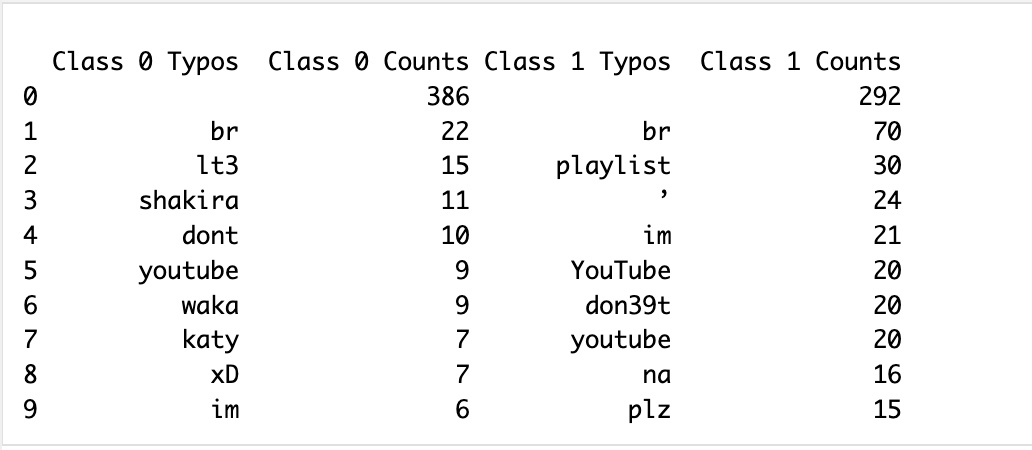 Class 0 Typos Class 0 Counts Class 1 Typos Class 1 Counts
0 386 292
1 br 22 br 70
2 lt3 15 playlist 30
3 shakira 11 ’ 24
4 dont 10 im 21
5 youtube 9 YouTube 20
6 waka 9 don39t 20
7 katy 7 youtube 20
8 xD 7 na 16
9 im 6 plz 15